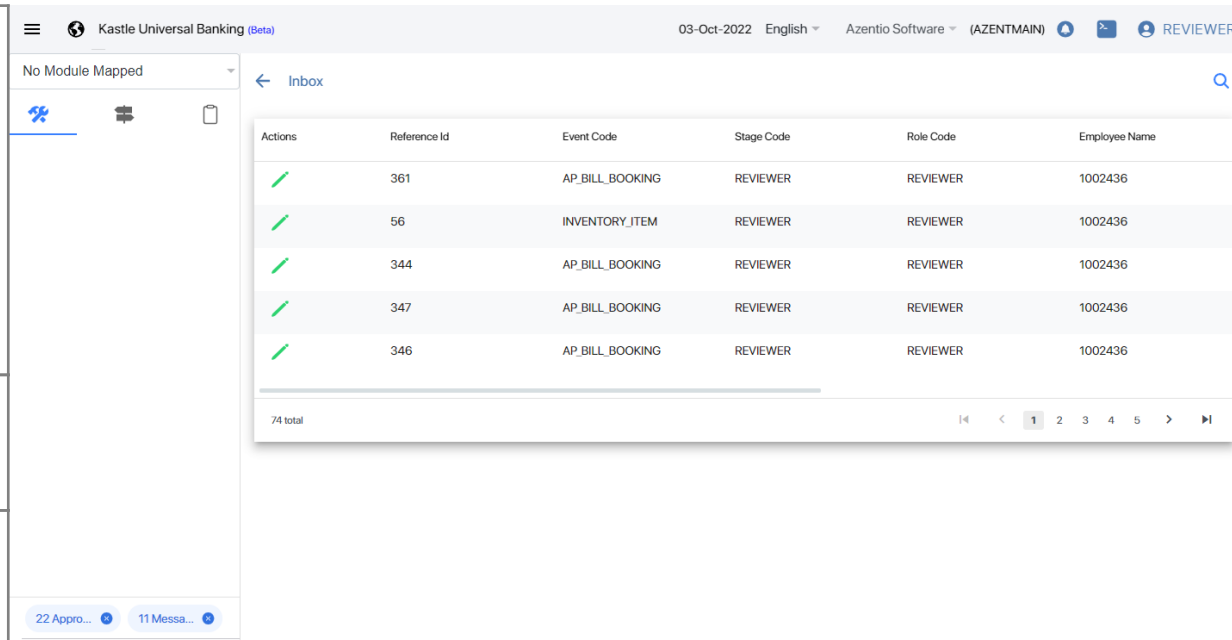 Kastle Universal Banking (Beta) 03-Oct-2022 English Azentio Software (AZENTMAIN) REVIEWER
No Module Mapped
Inbox
Actions Reference Id Event Code Stage Code Role Code Employee Name
361 AP_BILL_BOOKING REVIEWER REVIEWER 1002436
56 INVENTORY_ITEM REVIEWER REVIEWER 1002436
344 AP_BILL_BOOKING REVIEWER REVIEWER 1002436
347 AP_BILL_BOOKING REVIEWER REVIEWER 1002436
346 AP_BILL_BOOKING REVIEWER REVIEWER 1002436
74 total 1 2 3 4 5
22 Appro... 11 Messa...